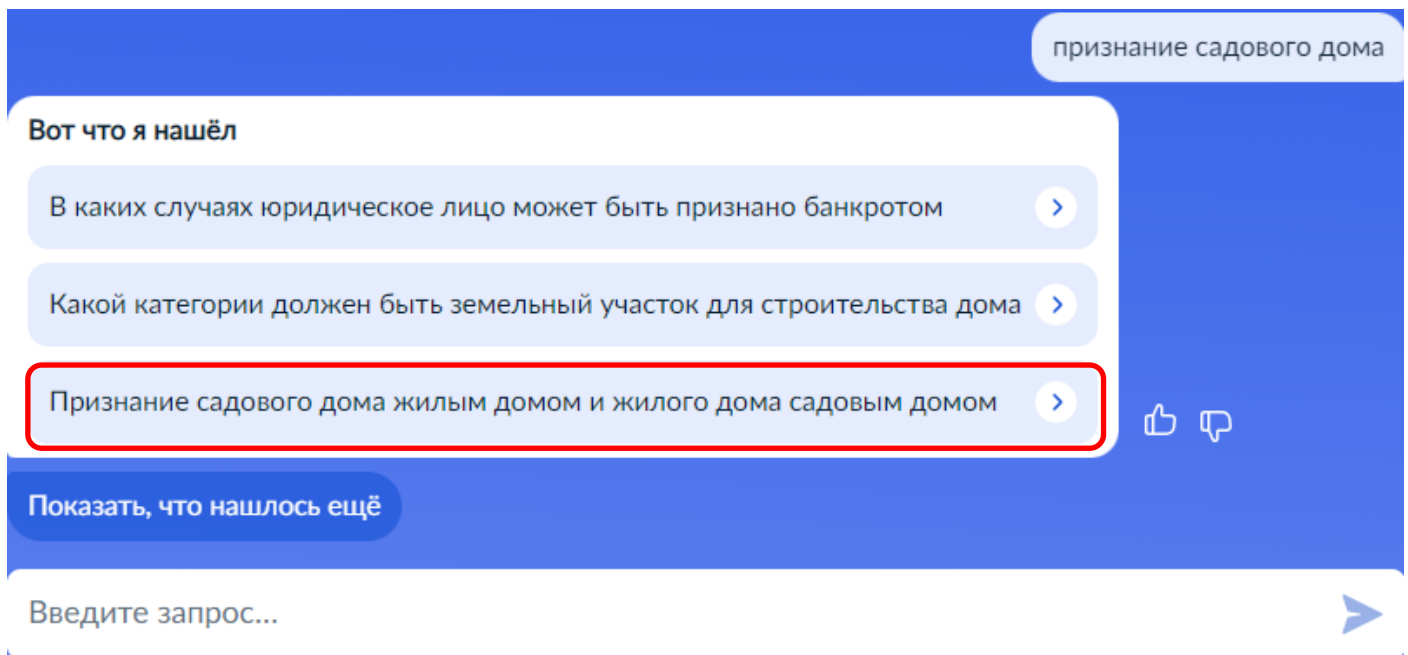 признание садового дома
Вот что я нашёл
В каких случаях юридическое лицо может быть признано банкротом
Какой категории должен быть земельный участок для строительства дома
Признание садового дома жилым домом и жилого дома садовым домом
Показать, что нашлось ещё
Введите запрос...